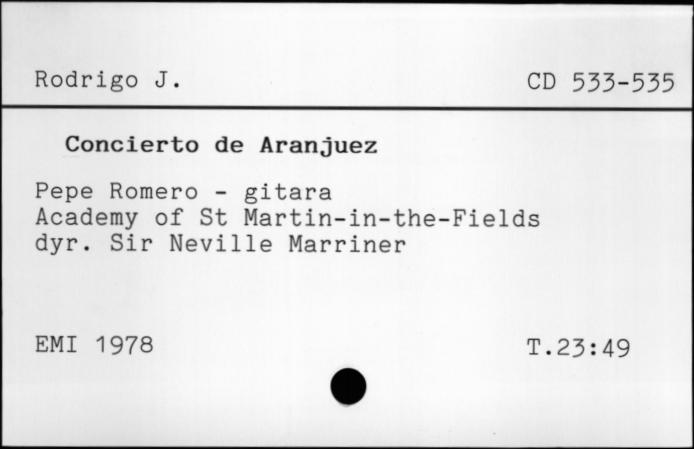 Rodrigo J. CD 533-535
Concierto de Aranjuez
Pepe Romero - gitara
Academy of St Martin-in-the-Fields
dyr. Sir Neville Marriner
EMI 1978 T.23:49